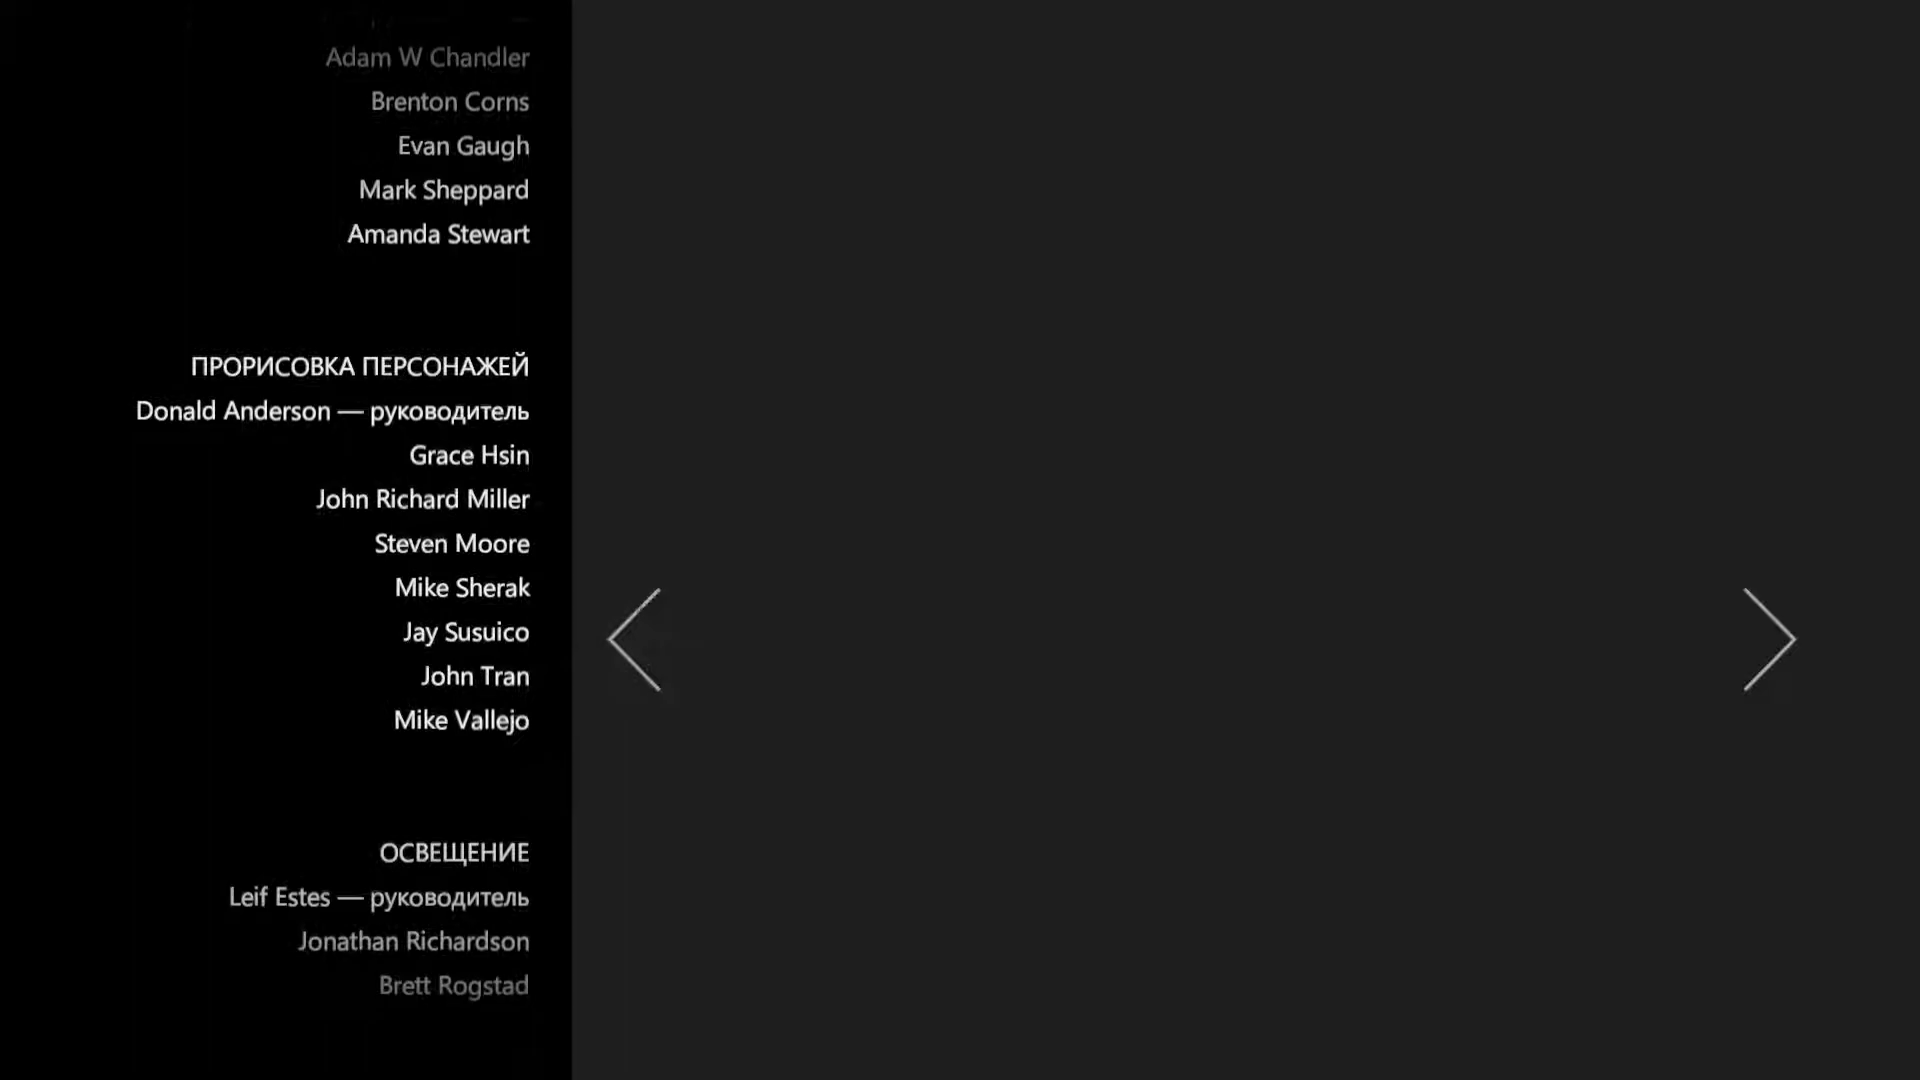 Adam W Chandler
Brenton Corns
Evan Gaugh
Mark Sheppard
Amanda Stewart
ПРОРИСОВКА ПЕРСОНАЖЕЙ
Donald Anderson — руководитель
Grace Hsin
John Richard Miller
Steven Moore
Mike Sherak
Jay Susuico
John Tran
Mike Vallejo
ОСВЕЩЕНИЕ
Leif Estes — руководитель
Jonathan Richardson
Brett Rogstad